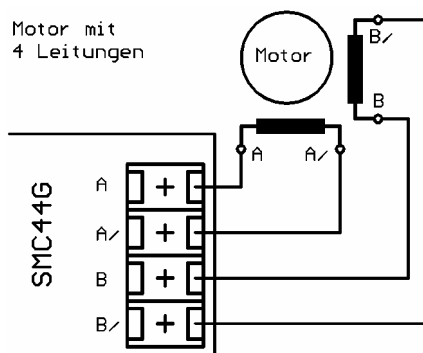 Motor mit
4 Leitungen
Motor
B/
B
A
A/
SMC44G
A
A/
B
B/